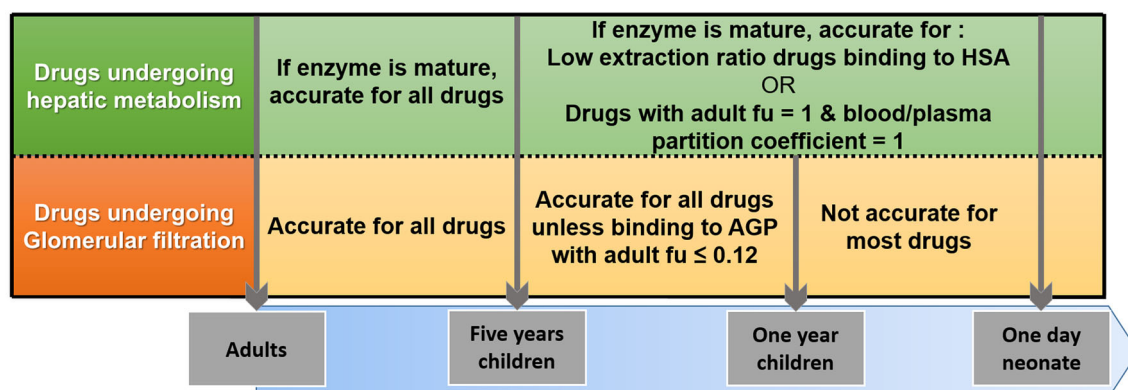 Drugs undergoing
hepatic metabolism
If enzyme is mature,
accurate for all drugs
If enzyme is mature, accurate for :
Low extraction ratio drugs binding to HSA
OR
Drugs with adult fu = 1 & blood/plasma
partition coefficient = 1
Drugs undergoing
Glomerular filtration
Accurate for all drugs
Accurate for all drugs
unless binding to AGP
with adult fu ≤ 0.12
Not accurate for
most drugs
Adults
Five years
children
One year
children
One day
neonate